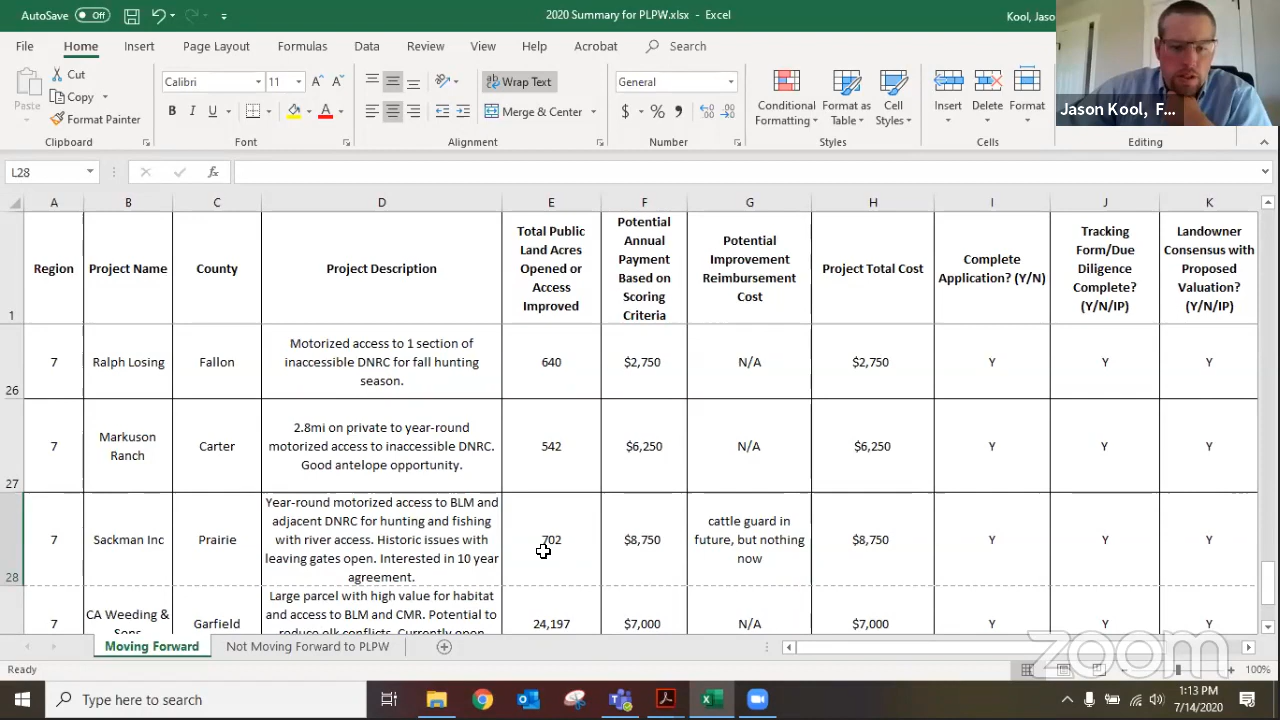 AutoSave Off 2020 Summary for PLPW.xlsx - Excel Kool, Jaso
File Home Insert Page Layout Formulas Data Review View Help Acrobat Search
Cut
Copy
Format Painter
Paste
Clipboard
Calibri 11
B I U
Font
Wrap Text
Merge & Center
Alignment
General
$ % 9
Number
Conditional Formatting
Format as Table
Cell Styles
Styles
Insert Delete Format
Cells
Editing
Jason Kool, F...
L28 fx
A B C D E F G H I J K
1
Region
Project Name
County
Project Description
Total Public
Land Acres
Opened or
Access
Improved
Potential
Annual
Payment
Based on
Scoring
Criteria
Potential
Improvement
Reimbursement
Cost
Project Total Cost
Complete
Application? (Y/N)
Tracking
Form/Due
Diligence
Complete?
(Y/N/IP)
Landowner
Consensus with
Proposed
Valuation?
(Y/N/IP)
26
7 Ralph Losing Fallon
Motorized access to 1 section of
inaccessible DNRC for fall hunting
season.
640 $2,750 N/A $2,750 Y Y Y
27
7
Markuson
Ranch
Carter
2.8mi on private to year-round
motorized access to inaccessible DNRC.
Good antelope opportunity.
542 $6,250 N/A $6,250 Y Y Y
28
7 Sackman Inc Prairie
Year-round motorized access to BLM and
adjacent DNRC for hunting and fishing
with river access. Historic issues with
leaving gates open. Interested in 10 year
agreement.
702 $8,750
cattle guard in
future, but nothing
now
$8,750 Y Y Y
7
CA Weeding &
Sons
Garfield
Large parcel with high value for habitat
and access to BLM and CMR. Potential to
reduce elk conflicts. Currently open
24,197 $7,000 N/A $7,000
Moving Forward Not Moving Forward to PLPW
zoom
Ready 100%
Type here to search
1:13 PM
7/14/2020